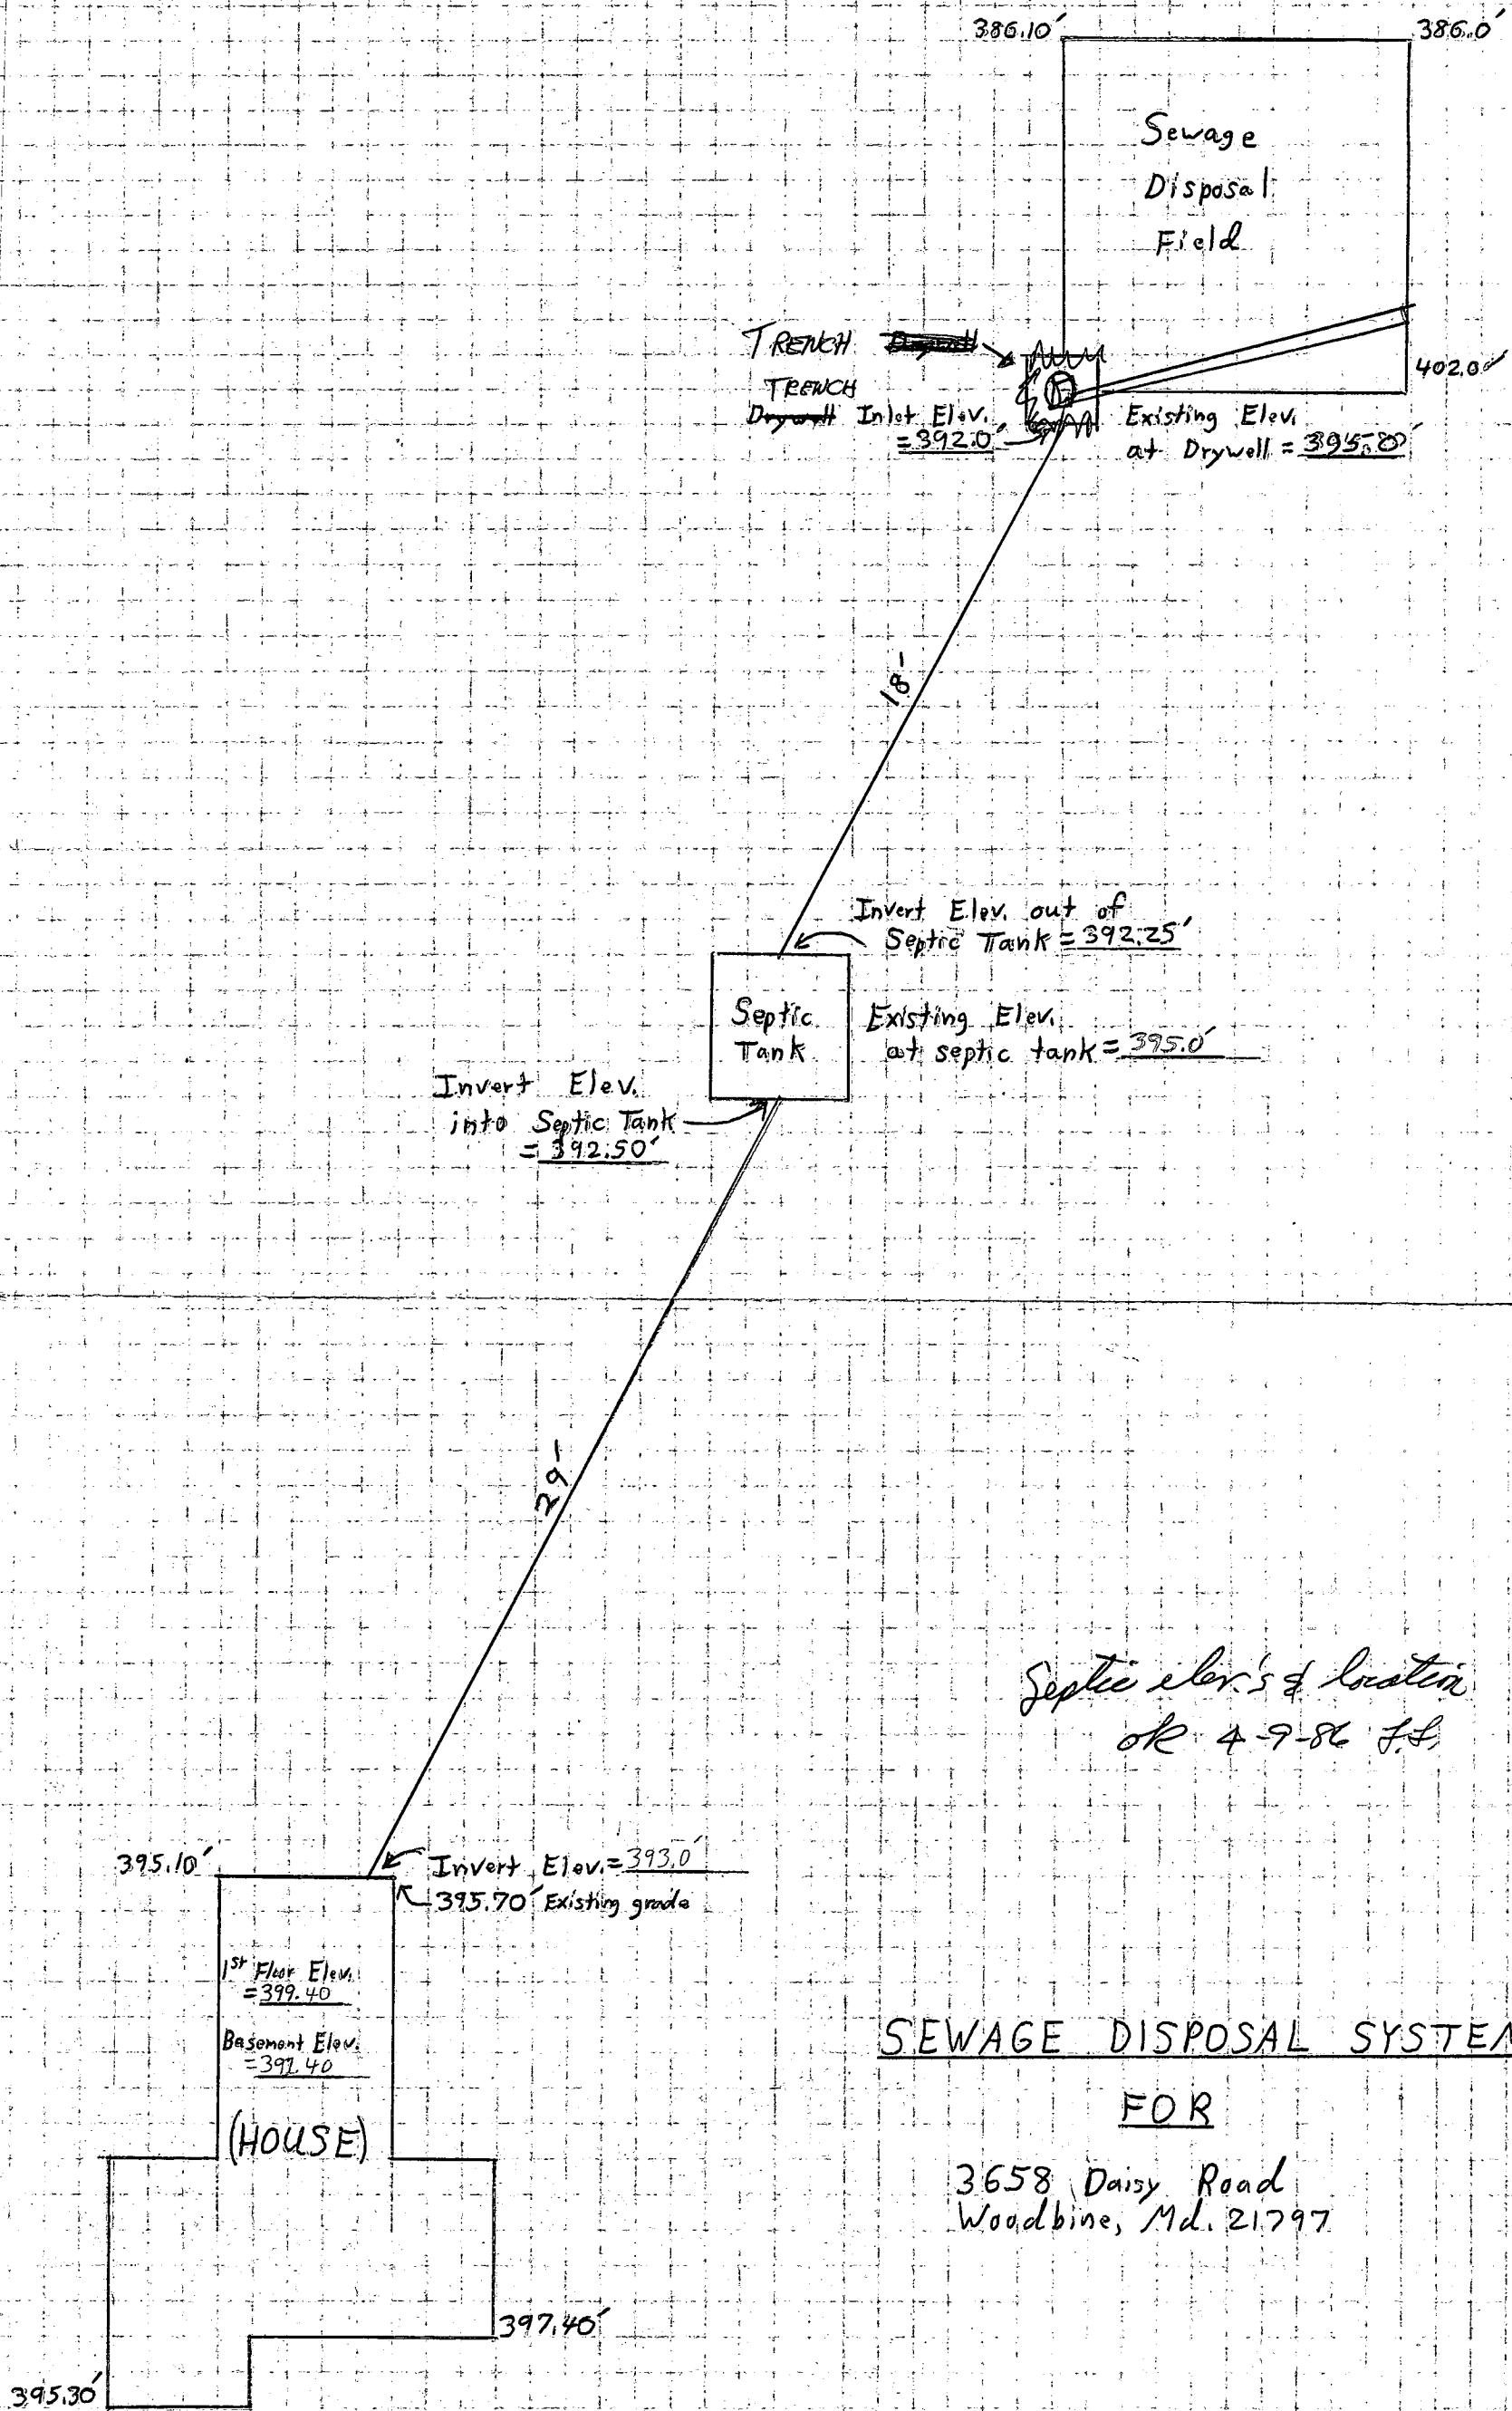 386.10'
386.0'
Sewage
Disposal
Field
TRENCH
TRENCH
Drywell Inlet Elev.
= 392.0'
402.00'
Existing Elev.
at Drywell = 395.80'
18'
Invert Elev. out of
Septic Tank = 392.25'
Septic
Tank
Existing Elev.
at septic tank = 395.0'
Invert Elev.
into Septic Tank
= 392.50'
29'
Septic elev.'s & location
ok 4-9-86
395.10'
Invert Elev. = 393.0'
395.70' Existing grade
1st Floor Elev.
= 399.40
Basement Elev.
= 391.40
(HOUSE)
397.40'
395.30'
SEWAGE DISPOSAL SYSTEM
FOR
3658 Daisy Road
Woodbine, Md. 21797